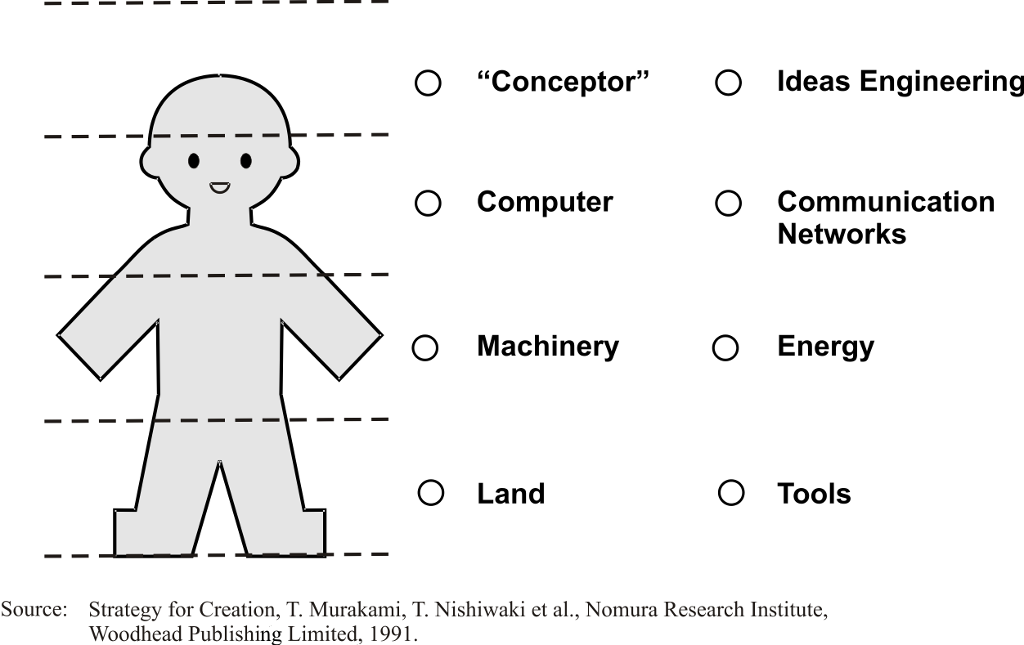 “Conceptor” Ideas Engineering
Computer Communication
Networks
Machinery Energy
Land Tools
Source: Strategy for Creation, T. Murakami, T. Nishiwaki et al., Nomura Research Institute,
Woodhead Publishing Limited, 1991.